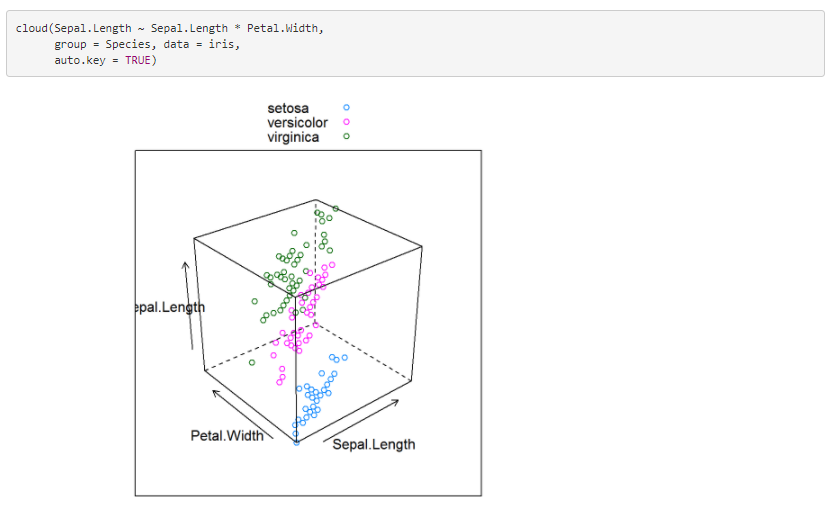 cloud(Sepal.Length ~ Sepal.Length * Petal.Width,
group = Species, data = iris,
auto.key = TRUE)
setosa
versicolor
virginica
epal.Length
Petal.Width
Sepal.Length